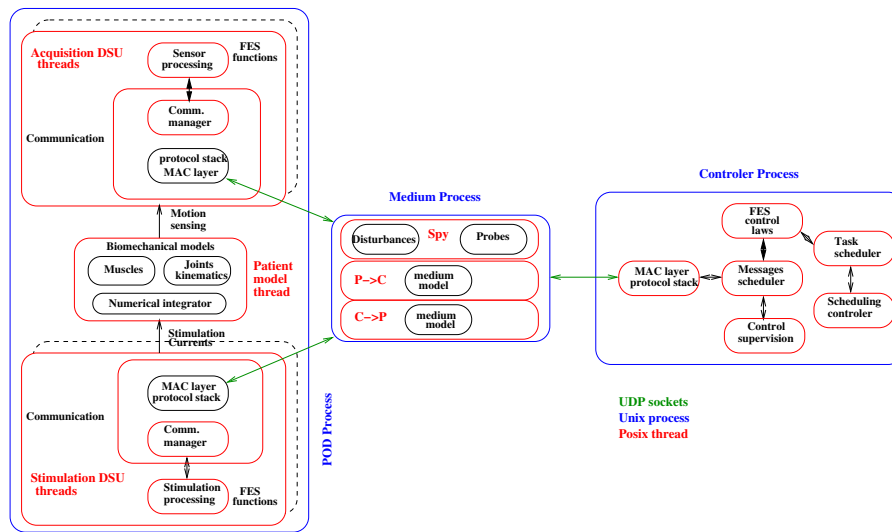 Acquisition DSU
threads
Sensor
processing
FES
functions
Comm.
manager
Communication
protocol stack
MAC layer
Motion
sensing
Biomechanical models
Muscles
Joints
kinematics
Numerical integrator
Patient
model
thread
Stimulation
Currents
MAC layer
protocol stack
Communication
Comm.
manager
Stimulation DSU
threads
Stimulation
processing
FES
functions
POD Process
Medium Process
Disturbances
Spy
Probes
P->C
medium
model
C->P
medium
model
Controler Process
FES
control
laws
Task
scheduler
MAC layer
protocol stack
Messages
scheduler
Scheduling
controler
Control
supervision
UDP sockets
Unix process
Posix thread